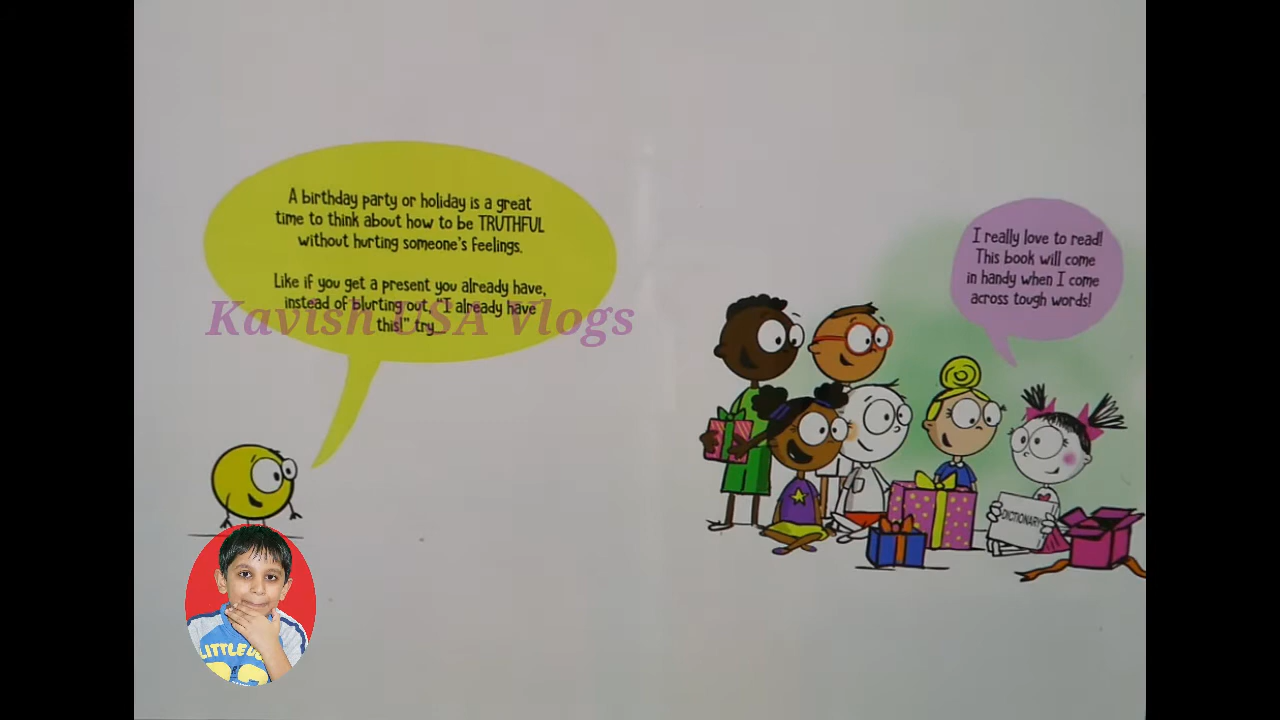 A birthday party or holiday is a great
time to think about how to be TRUTHFUL
without hurting someone's feelings.
Like if you get a present you already have,
instead of blurting out, "I already have
this!" try...
Kavish USA Vlogs
I really love to read!
This book will come
in handy when I come
across tough words!
DICTIONARY